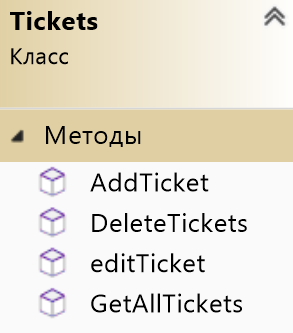 Tickets
Класс
Методы
AddTicket
DeleteTickets
editTicket
GetAllTickets